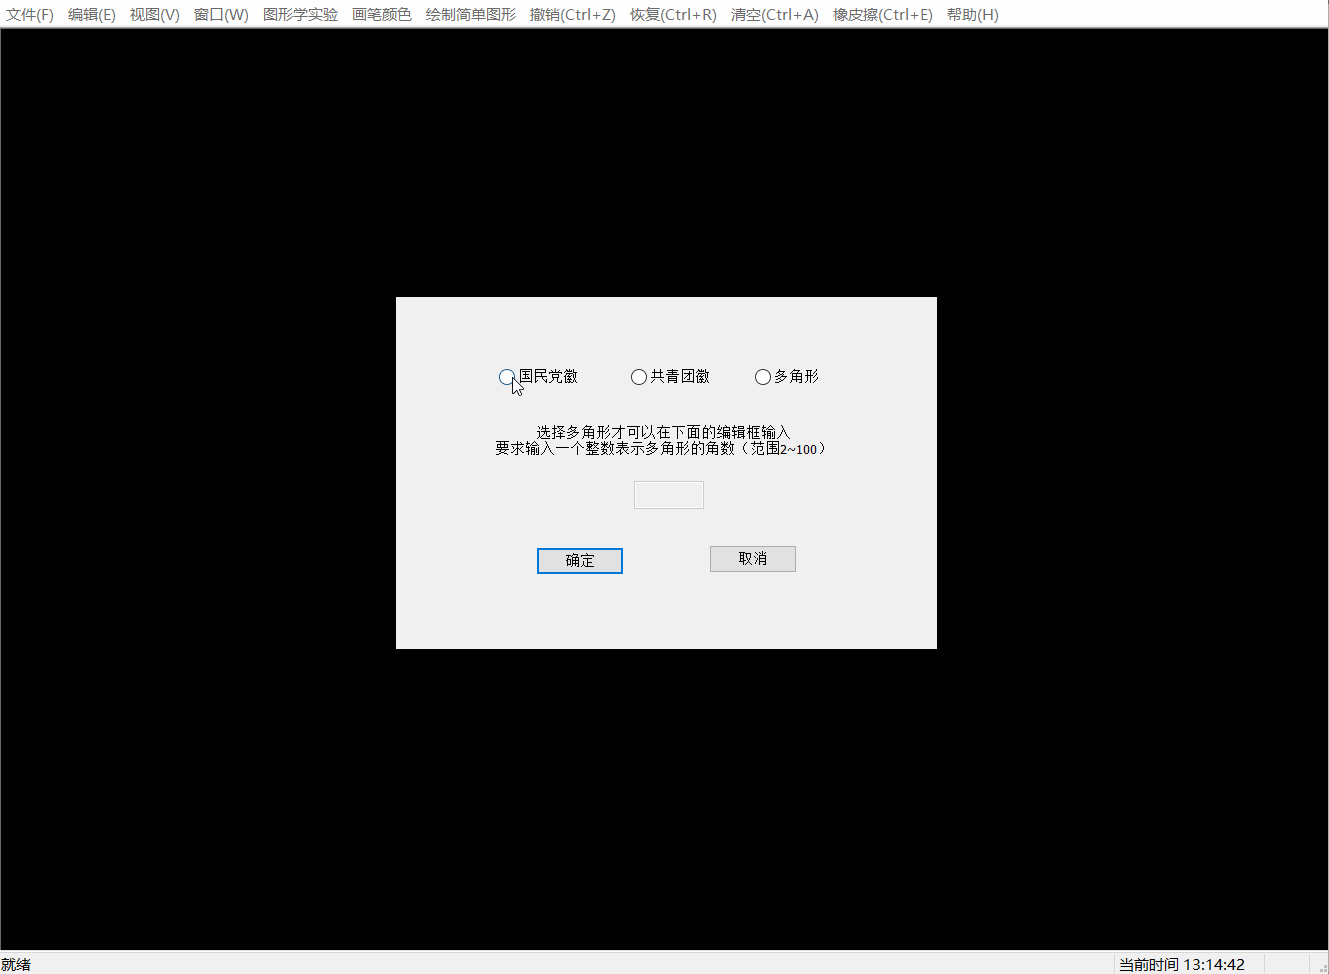 文件(F) 编辑(E) 视图(V) 窗口(W) 图形学实验 画笔颜色 绘制简单图形 撤销(Ctrl+Z) 恢复(Ctrl+R) 清空(Ctrl+A) 橡皮擦(Ctrl+E) 帮助(H)
国民党徽 共青团徽 多角形
选择多角形才可以在下面的编辑框输入
要求输入一个整数表示多角形的角数（范围2~100）
确定 取消
就绪 当前时间 13:14:42